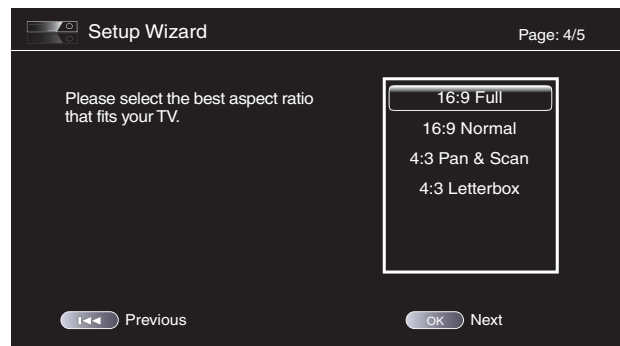 Setup Wizard
Page: 4/5
Please select the best aspect ratio
that fits your TV.
16:9 Full
16:9 Normal
4:3 Pan & Scan
4:3 Letterbox
Previous
OK Next